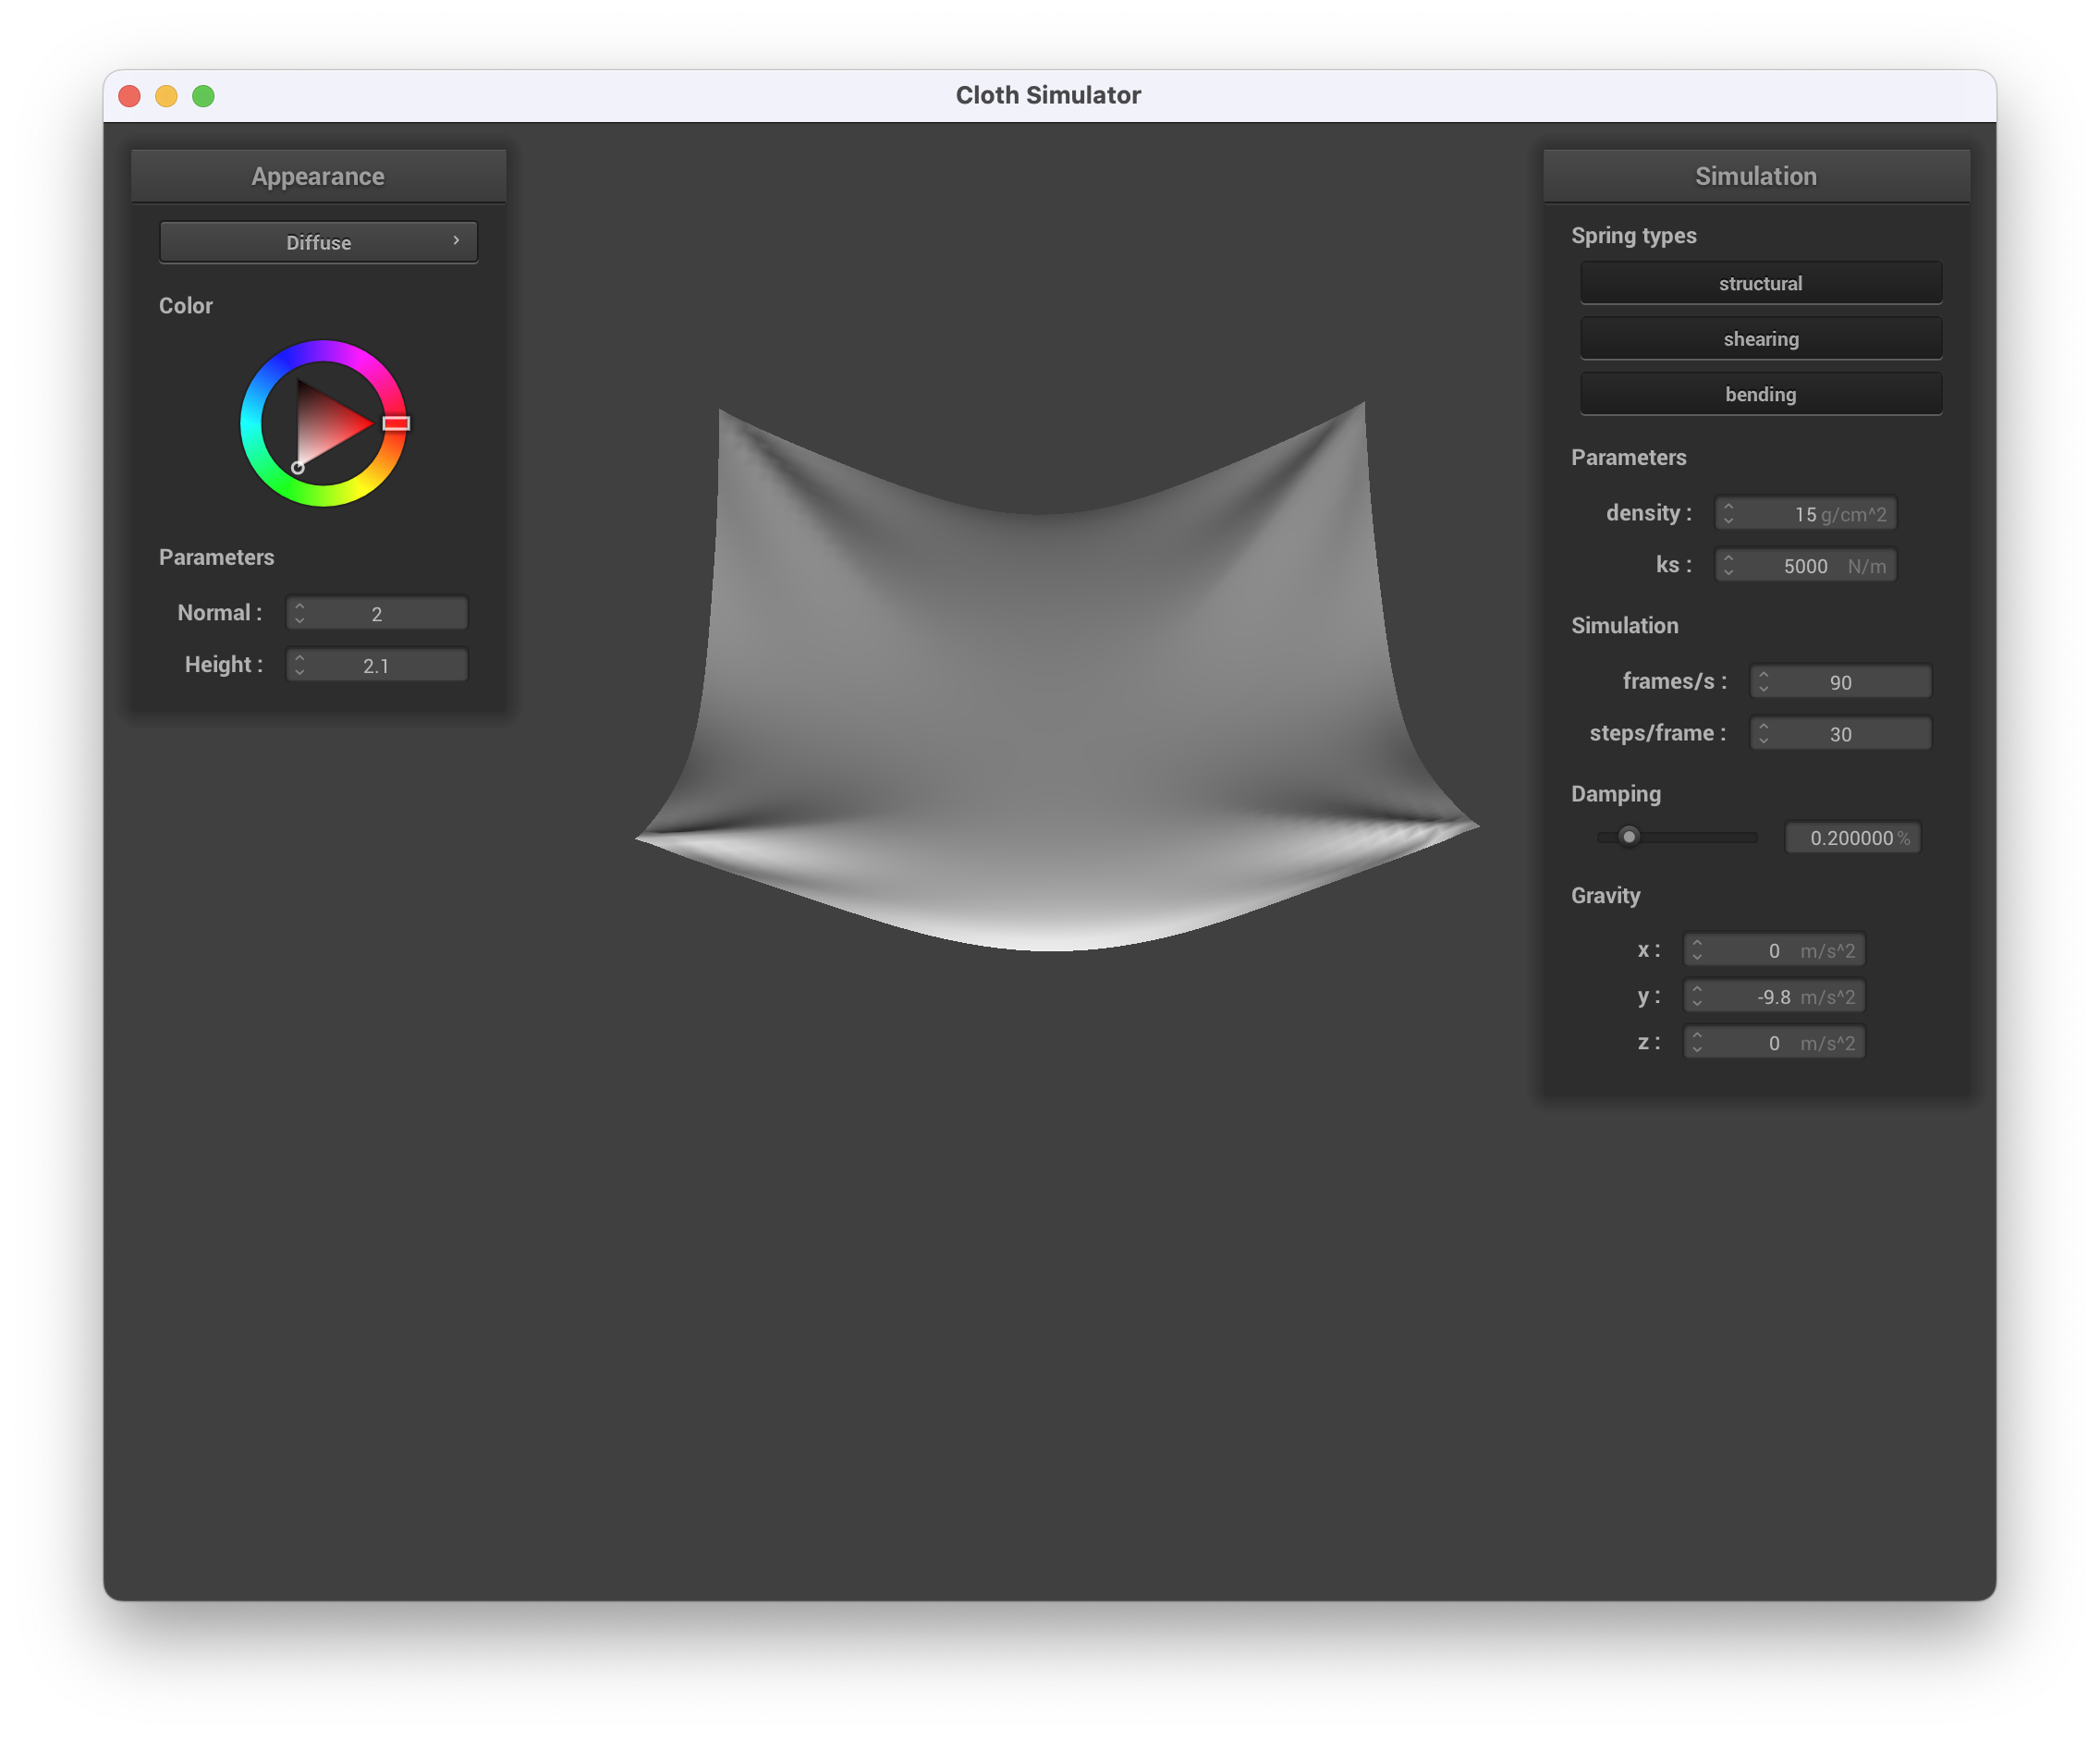 Cloth Simulator
Appearance
Diffuse
Color
Parameters
Normal : 2
Height : 2.1
Simulation
Spring types
structural
shearing
bending
Parameters
density : 15 g/cm^2
ks : 5000 N/m
Simulation
frames/s : 90
steps/frame : 30
Damping
0.200000 %
Gravity
x : 0 m/s^2
y : -9.8 m/s^2
z : 0 m/s^2